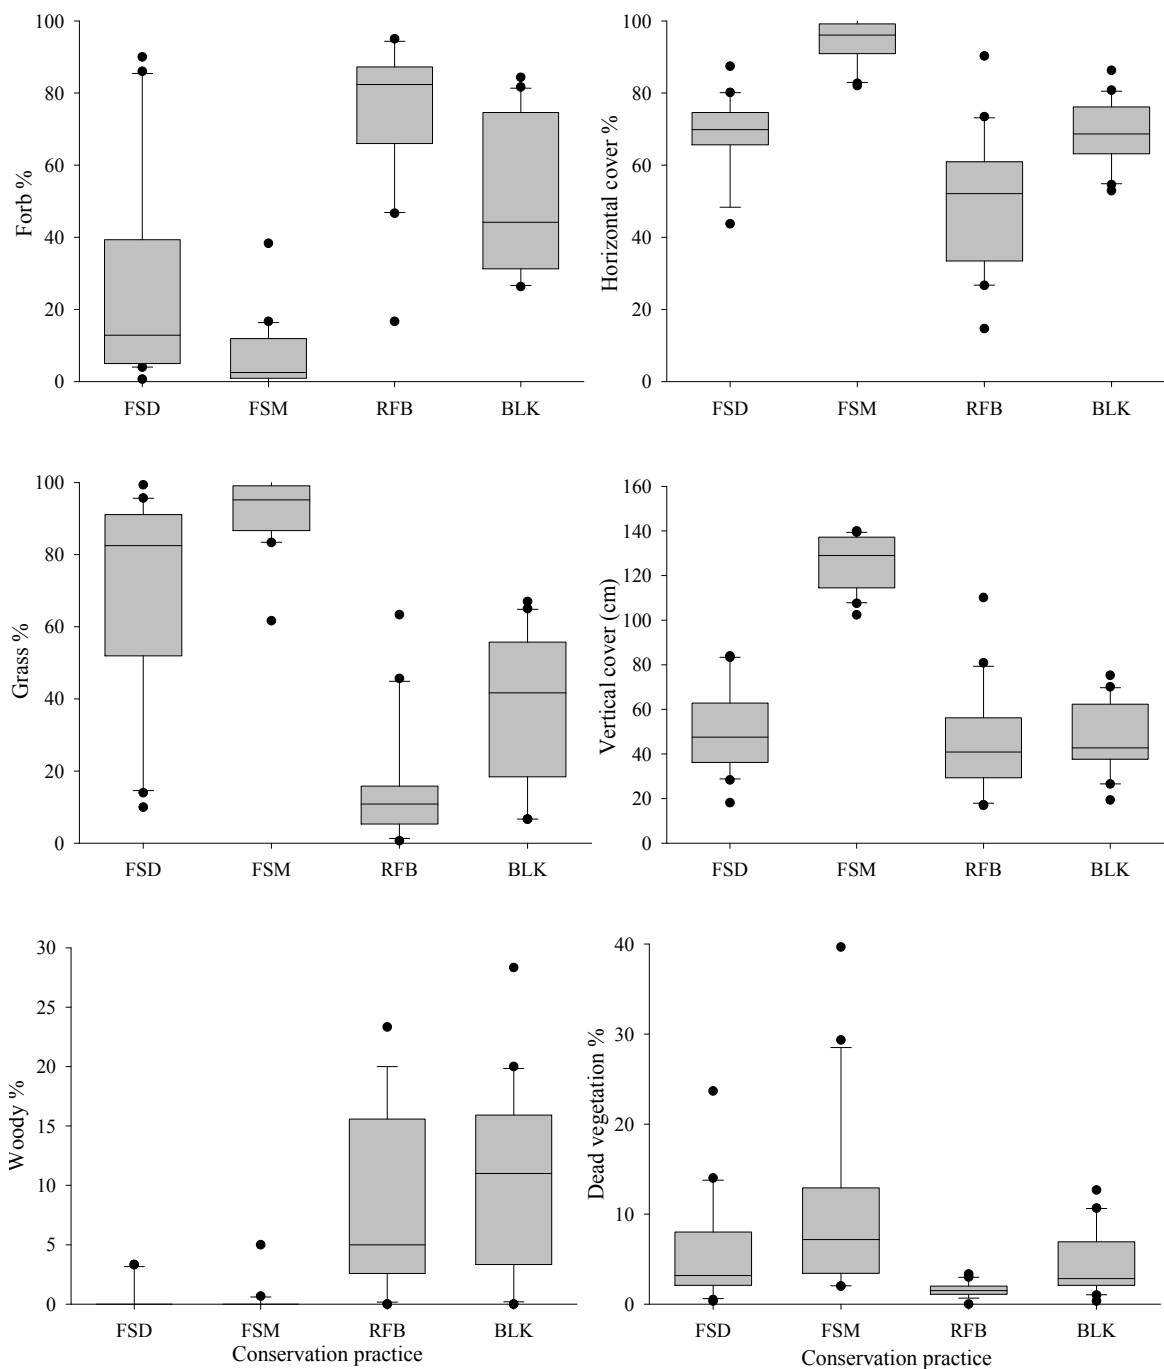 Forb %
100
80
60
40
20
0
FSD FSM RFB BLK
Horizontal cover %
100
80
60
40
20
0
FSD FSM RFB BLK
Grass %
100
80
60
40
20
0
FSD FSM RFB BLK
Vertical cover (cm)
160
140
120
100
80
60
40
20
0
FSD FSM RFB BLK
Woody %
30
25
20
15
10
5
0
FSD FSM RFB BLK
Conservation practice
Dead vegetation %
40
30
20
10
0
FSD FSM RFB BLK
Conservation practice